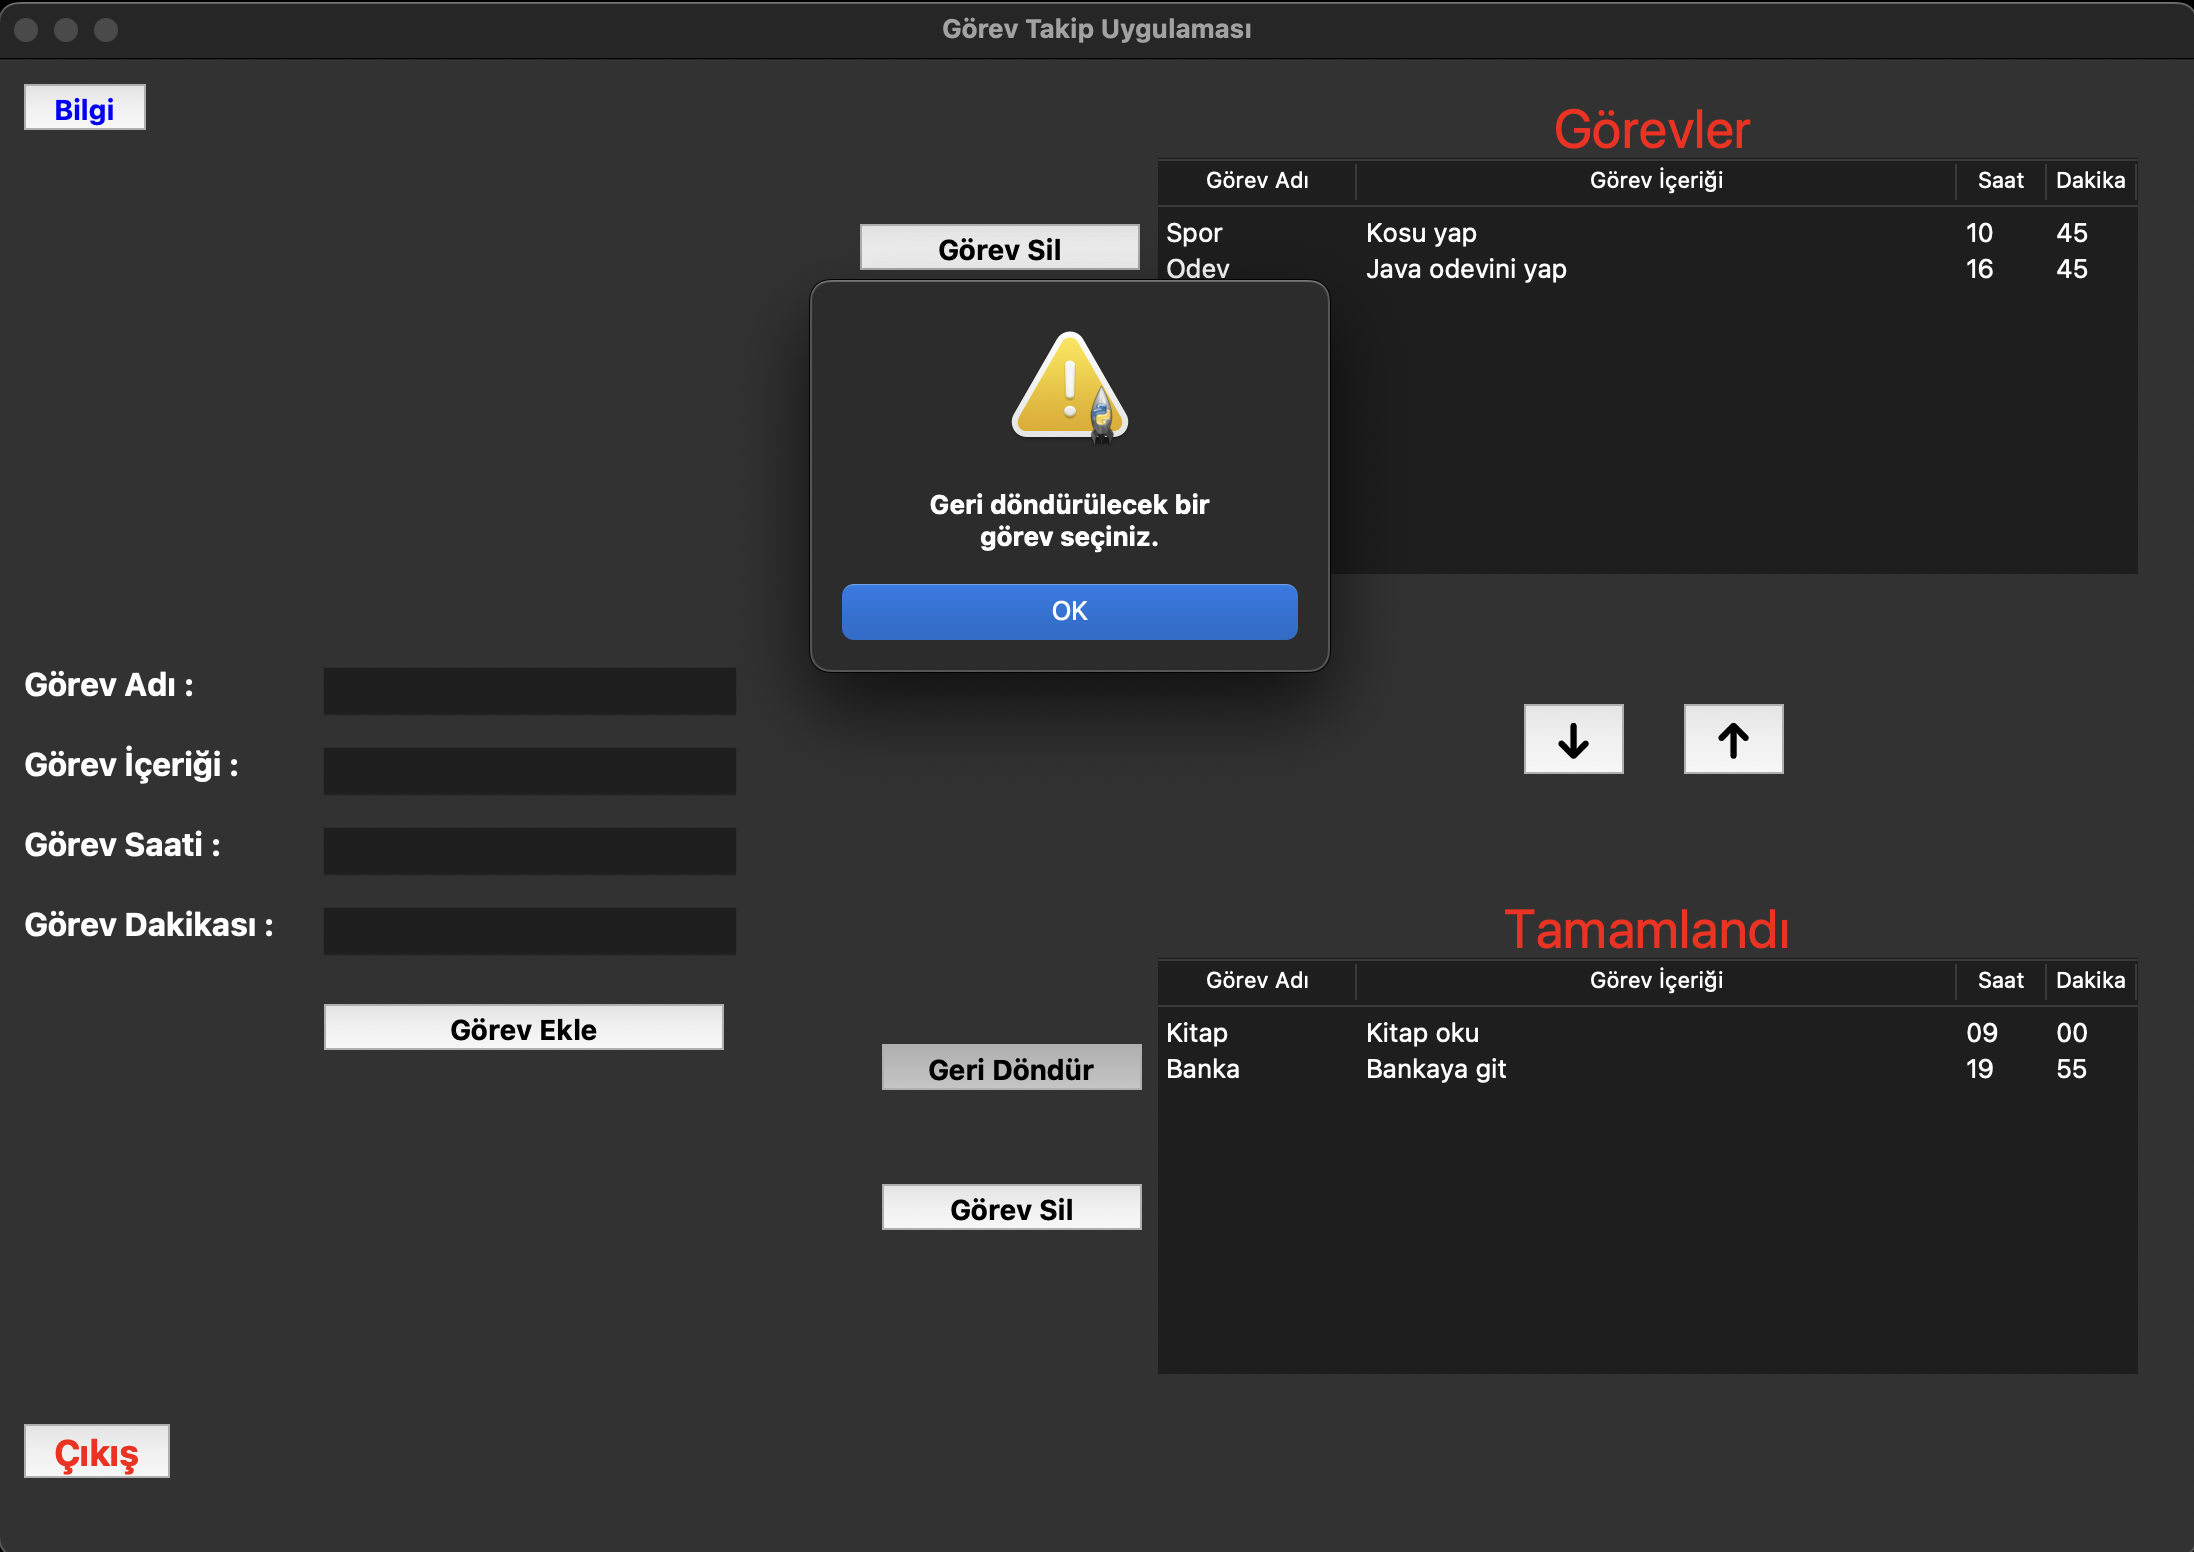 Görev Takip Uygulaması
Bilgi
Görevler
Görev Adı Görev İçeriği Saat Dakika
Görev Sil
Spor Kosu yap 10 45
Odev Java odevini yap 16 45
Geri döndürülecek bir
görev seçiniz.
OK
Görev Adı :
Görev İçeriği :
Görev Saati :
Görev Dakikası :
Görev Ekle
↓ ↑
Tamamlandı
Görev Adı Görev İçeriği Saat Dakika
Kitap Kitap oku 09 00
Banka Bankaya git 19 55
Geri Döndür
Görev Sil
Çıkış